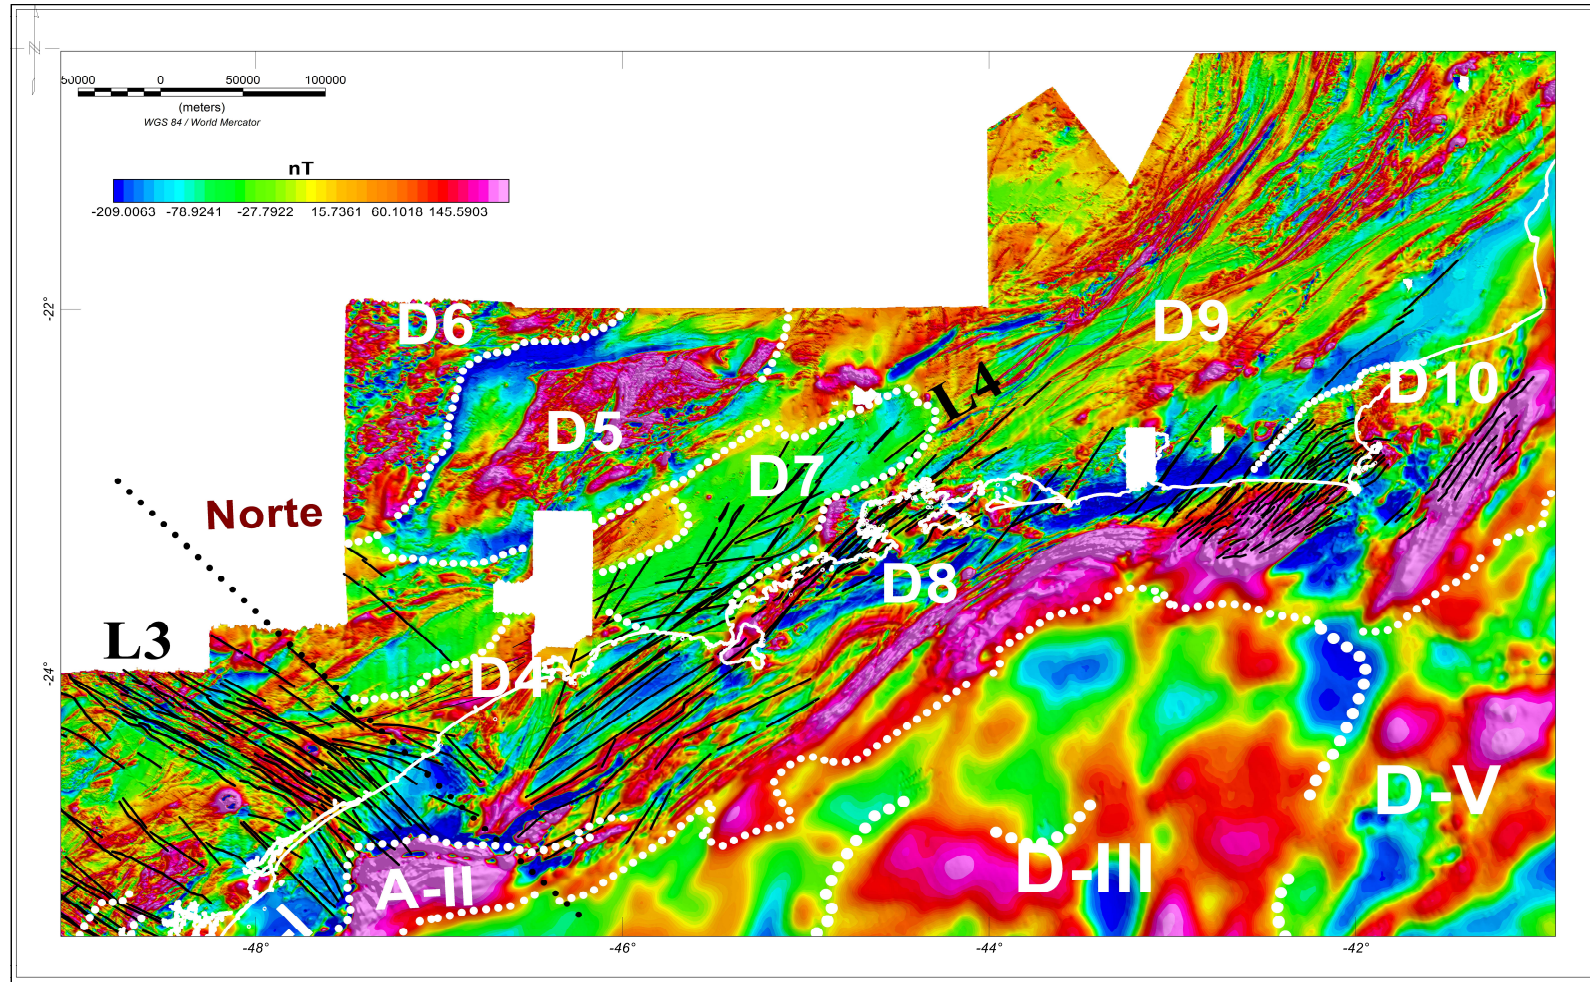 N
50000 0 50000 100000
(meters)
WGS 84 / World Mercator
nT
-209.0063 -78.9241 -27.7922 15.7361 60.1018 145.5903
-22°
D6
D9
L4
D10
D5
D7
Norte
D8
L3
-24°
D4
D-V
D-III
A-II
-48° -46° -44° -42°